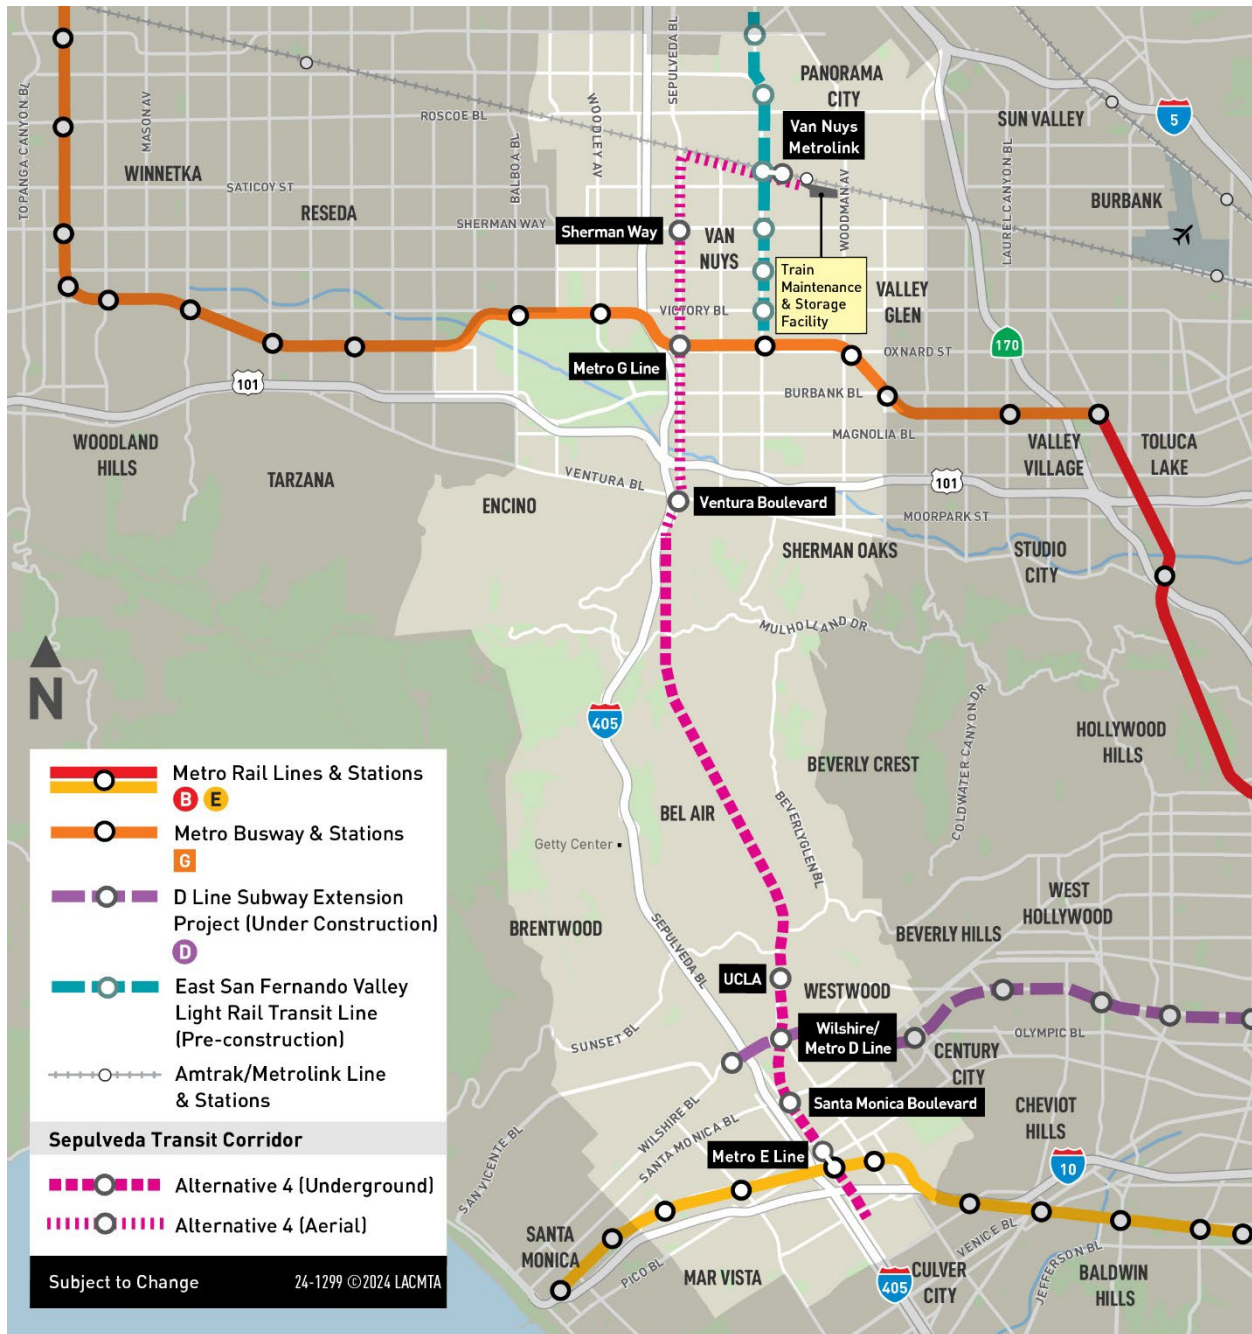 PANORAMA
CITY
SUN VALLEY
5
TOPANGA CANYON BL
MASON AV
ROSCOE BL
BALBOA BL
WOODLEY AV
SEPULVEDA BL
Van Nuys
Metrolink
LAUREL CANYON BL
WINNETKA
SATICOY ST
RESEDA
WOODMAN AV
BURBANK
SHERMAN WAY
Sherman Way
VAN
NUYS
Train
Maintenance
& Storage
Facility
VALLEY
GLEN
VICTORY BL
170
OXNARD ST
Metro G Line
101
BURBANK BL
MAGNOLIA BL
WOODLAND
HILLS
TARZANA
VALLEY
VILLAGE
TOLUCA
LAKE
VENTURA BL
101
ENCINO
Ventura Boulevard
MOORPARK ST
SHERMAN OAKS
STUDIO
CITY
MULHOLLAND DR
N
405
COLDWATER CANYON DR
HOLLYWOOD
HILLS
BEVERLY CREST
BEL AIR
BEVERLY GLEN BL
Getty Center
WEST
HOLLYWOOD
BRENTWOOD
SEPULVEDA BL
BEVERLY HILLS
UCLA
WESTWOOD
SUNSET BL
Wilshire/
Metro D Line
OLYMPIC BL
CENTURY
CITY
WILSHIRE BL
SANTA MONICA BL
Santa Monica Boulevard
CHEVIOT
HILLS
SAN VICENTE BL
Metro E Line
10
SANTA
MONICA
PICO BL
MAR VISTA
VENICE BL
JEFFERSON BL
405
CULVER
CITY
BALDWIN
HILLS
Metro Rail Lines & Stations
B E
Metro Busway & Stations
G
D Line Subway Extension
Project (Under Construction)
D
East San Fernando Valley
Light Rail Transit Line
(Pre-construction)
Amtrak/Metrolink Line
& Stations
Sepulveda Transit Corridor
Alternative 4 (Underground)
Alternative 4 (Aerial)
Subject to Change 24-1299 ©2024 LACMTA